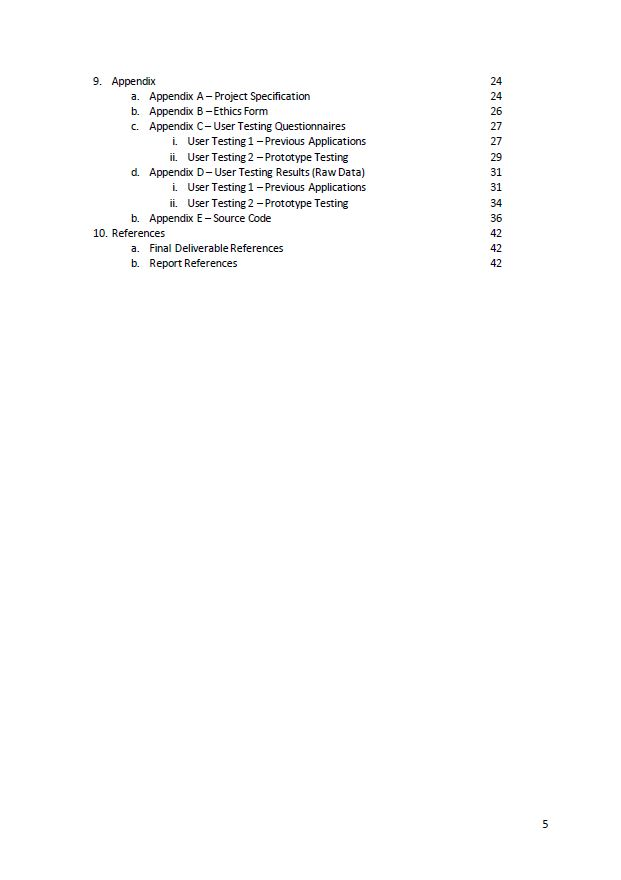 9. Appendix 24
a. Appendix A – Project Specification 24
b. Appendix B – Ethics Form 26
c. Appendix C – User Testing Questionnaires 27
i. User Testing 1 – Previous Applications 27
ii. User Testing 2 – Prototype Testing 29
d. Appendix D – User Testing Results (Raw Data) 31
i. User Testing 1 – Previous Applications 31
ii. User Testing 2 – Prototype Testing 34
b. Appendix E – Source Code 36
10. References 42
a. Final Deliverable References 42
b. Report References 42
5